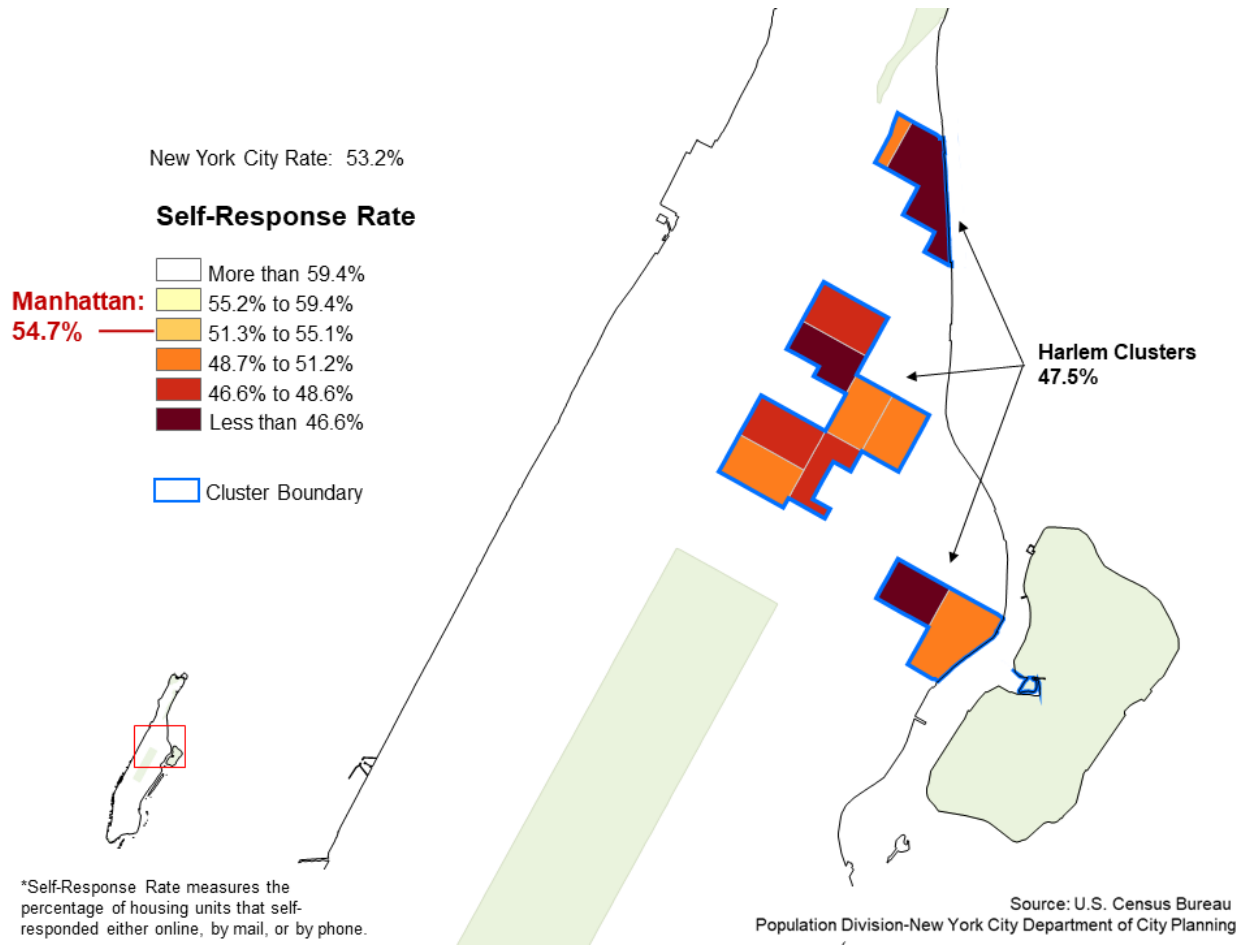 New York City Rate: 53.2%
Self-Response Rate
More than 59.4%
Manhattan:
54.7%
55.2% to 59.4%
51.3% to 55.1%
48.7% to 51.2%
46.6% to 48.6%
Less than 46.6%
Cluster Boundary
Harlem Clusters
47.5%
*Self-Response Rate measures the
percentage of housing units that self-
responded either online, by mail, or by phone.
Source: U.S. Census Bureau
Population Division-New York City Department of City Planning